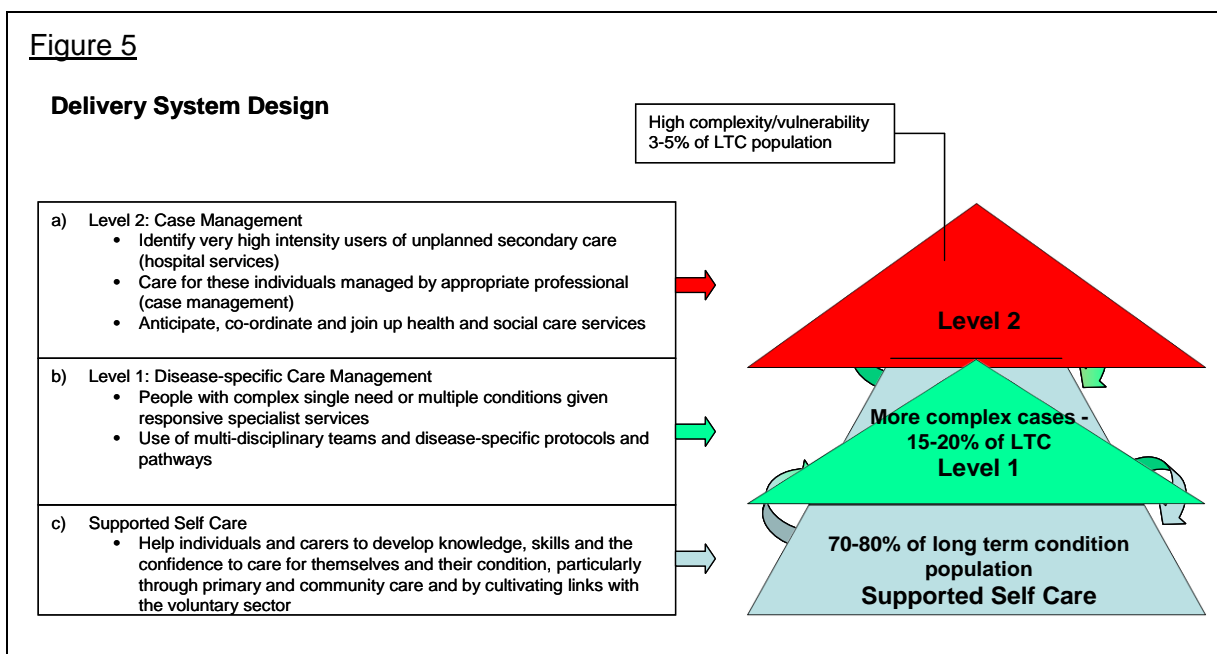 Figure 5
Delivery System Design
High complexity/vulnerability
3-5% of LTC population
a) Level 2: Case Management
• Identify very high intensity users of unplanned secondary care
(hospital services)
• Care for these individuals managed by appropriate professional
(case management)
• Anticipate, co-ordinate and join up health and social care services
b) Level 1: Disease-specific Care Management
• People with complex single need or multiple conditions given
responsive specialist services
• Use of multi-disciplinary teams and disease-specific protocols and
pathways
c) Supported Self Care
• Help individuals and carers to develop knowledge, skills and the
confidence to care for themselves and their condition, particularly
through primary and community care and by cultivating links with
the voluntary sector
Level 2
More complex cases -
15-20% of LTC
Level 1
70-80% of long term condition
population
Supported Self Care